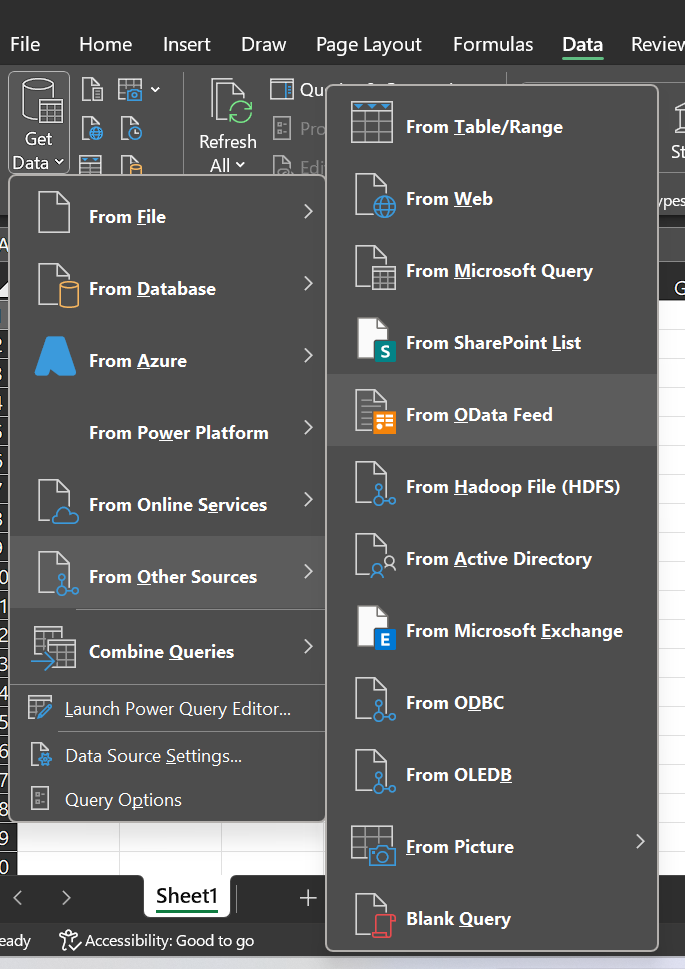 File Home Insert Draw Page Layout Formulas Data Review
Get
Data
Refresh
All
From File
From Database
From Azure
From Power Platform
From Online Services
From Other Sources
Combine Queries
Launch Power Query Editor...
Data Source Settings...
Query Options
From Table/Range
From Web
From Microsoft Query
From SharePoint List
From OData Feed
From Hadoop File (HDFS)
From Active Directory
From Microsoft Exchange
From ODBC
From OLEDB
From Picture
Blank Query
Sheet1
Accessibility: Good to go